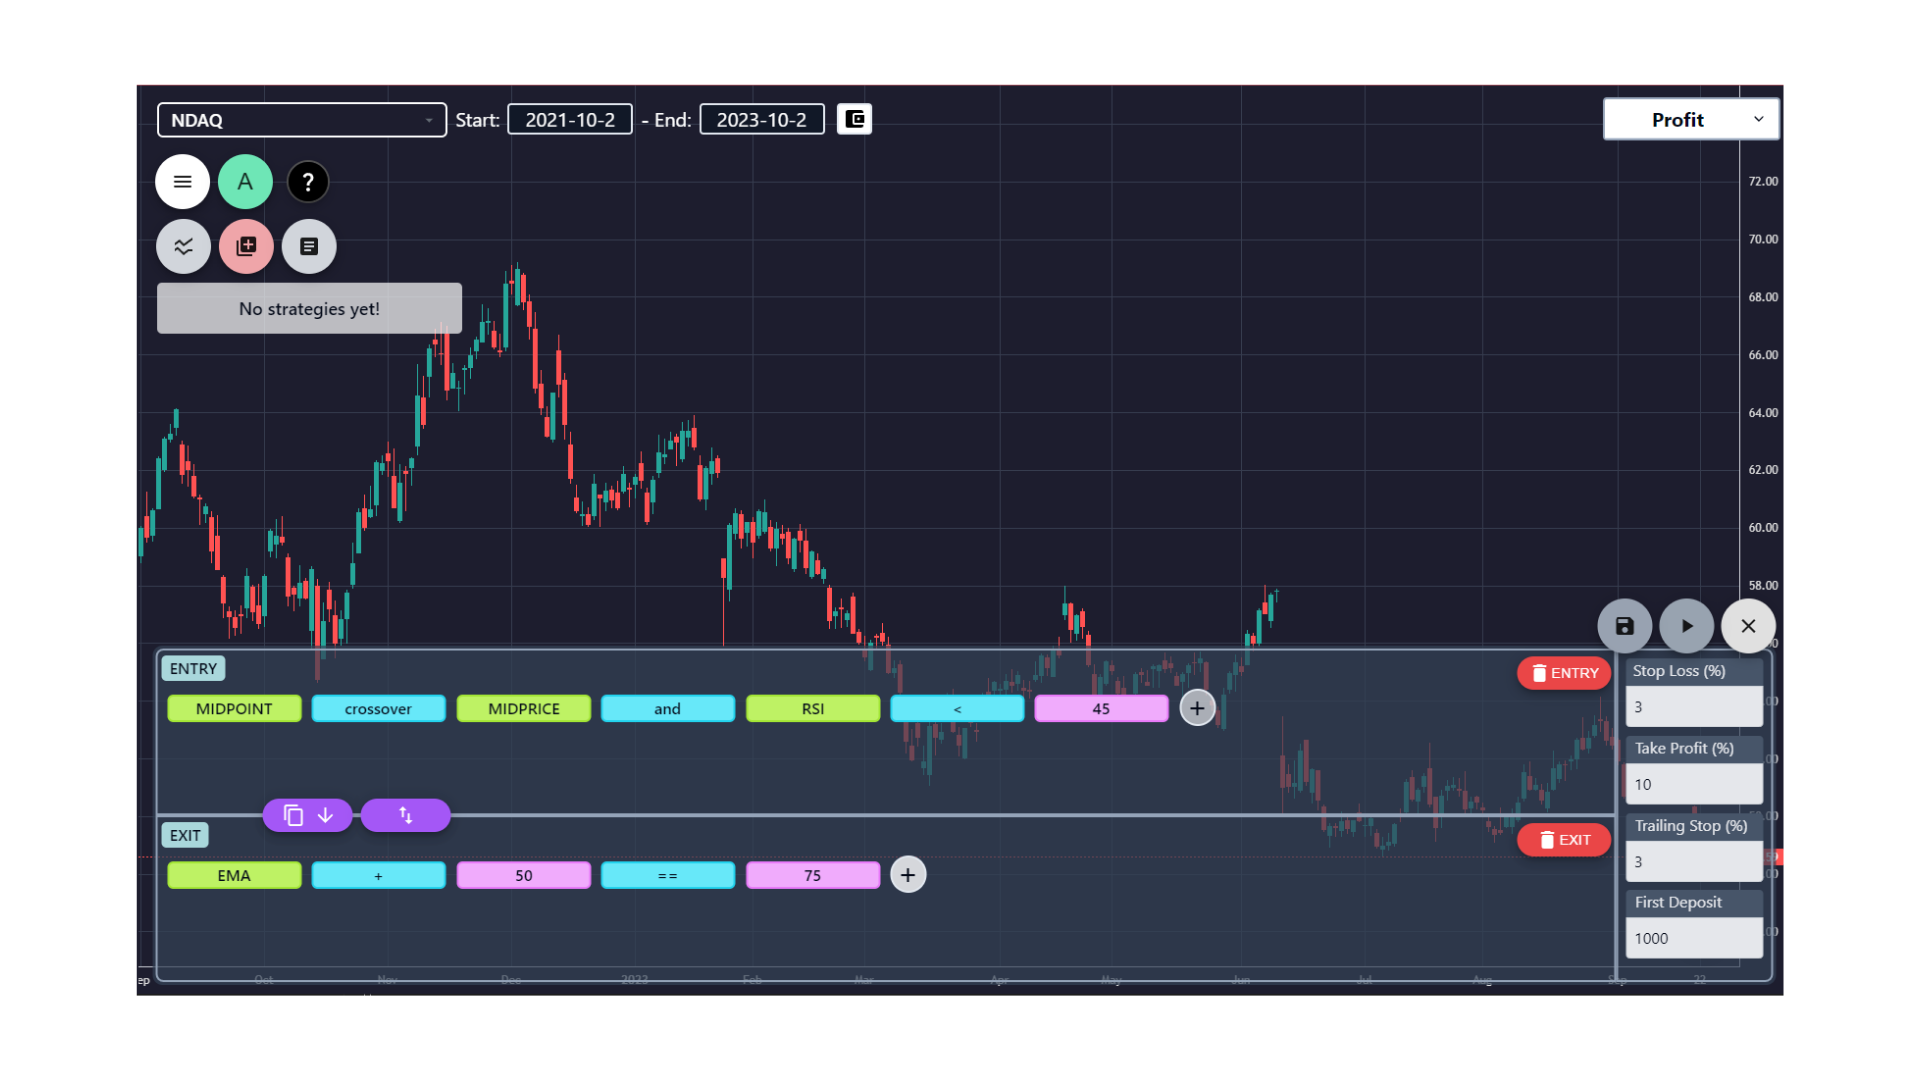 NDAQ
Start: 2021-10-2 - End: 2023-10-2
Profit
A ?
72.00
70.00
No strategies yet!
68.00
66.00
64.00
62.00
60.00
58.00
ENTRY
ENTRY
MIDPOINT crossover MIDPRICE and RSI < 45 +
EXIT
EXIT
EMA + 50 == 75 +
Stop Loss (%)
3
Take Profit (%)
10
Trailing Stop (%)
3
First Deposit
1000
ep Oct Nov Dec 2023 Feb Mar Apr May Jun Jul Aug Sep 22